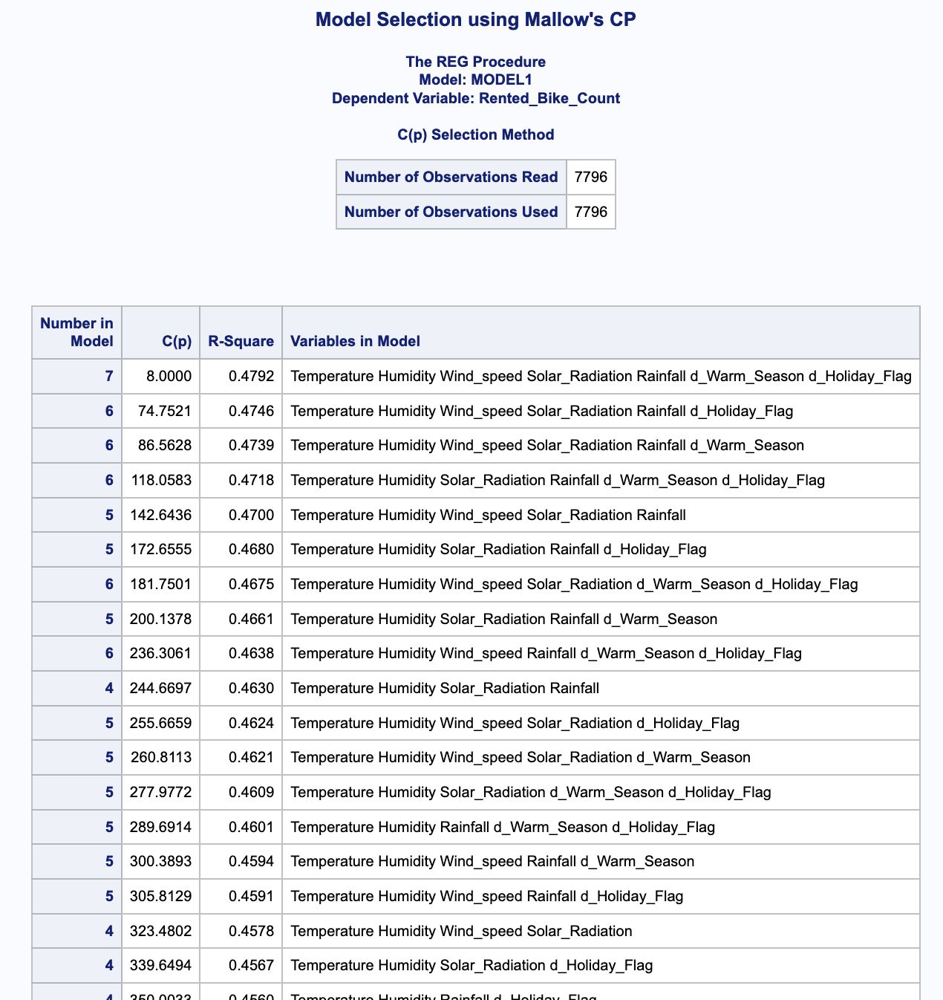 Model Selection using Mallow's CP
The REG Procedure
Model: MODEL1
Dependent Variable: Rented_Bike_Count
C(p) Selection Method
Number of Observations Read 7796
Number of Observations Used 7796
Number in Model C(p) R-Square Variables in Model
7 8.0000 0.4792 Temperature Humidity Wind_speed Solar_Radiation Rainfall d_Warm_Season d_Holiday_Flag
6 74.7521 0.4746 Temperature Humidity Wind_speed Solar_Radiation Rainfall d_Holiday_Flag
6 86.5628 0.4739 Temperature Humidity Wind_speed Solar_Radiation Rainfall d_Warm_Season
6 118.0583 0.4718 Temperature Humidity Solar_Radiation Rainfall d_Warm_Season d_Holiday_Flag
5 142.6436 0.4700 Temperature Humidity Wind_speed Solar_Radiation Rainfall
5 172.6555 0.4680 Temperature Humidity Solar_Radiation Rainfall d_Holiday_Flag
6 181.7501 0.4675 Temperature Humidity Wind_speed Solar_Radiation d_Warm_Season d_Holiday_Flag
5 200.1378 0.4661 Temperature Humidity Solar_Radiation Rainfall d_Warm_Season
6 236.3061 0.4638 Temperature Humidity Wind_speed Rainfall d_Warm_Season d_Holiday_Flag
4 244.6697 0.4630 Temperature Humidity Solar_Radiation Rainfall
5 255.6659 0.4624 Temperature Humidity Wind_speed Solar_Radiation d_Holiday_Flag
5 260.8113 0.4621 Temperature Humidity Wind_speed Solar_Radiation d_Warm_Season
5 277.9772 0.4609 Temperature Humidity Solar_Radiation d_Warm_Season d_Holiday_Flag
5 289.6914 0.4601 Temperature Humidity Rainfall d_Warm_Season d_Holiday_Flag
5 300.3893 0.4594 Temperature Humidity Wind_speed Rainfall d_Warm_Season
5 305.8129 0.4591 Temperature Humidity Wind_speed Rainfall d_Holiday_Flag
4 323.4802 0.4578 Temperature Humidity Wind_speed Solar_Radiation
4 339.6494 0.4567 Temperature Humidity Solar_Radiation d_Holiday_Flag
4 Temperature Humidity Rainfall d_Holiday_Flag